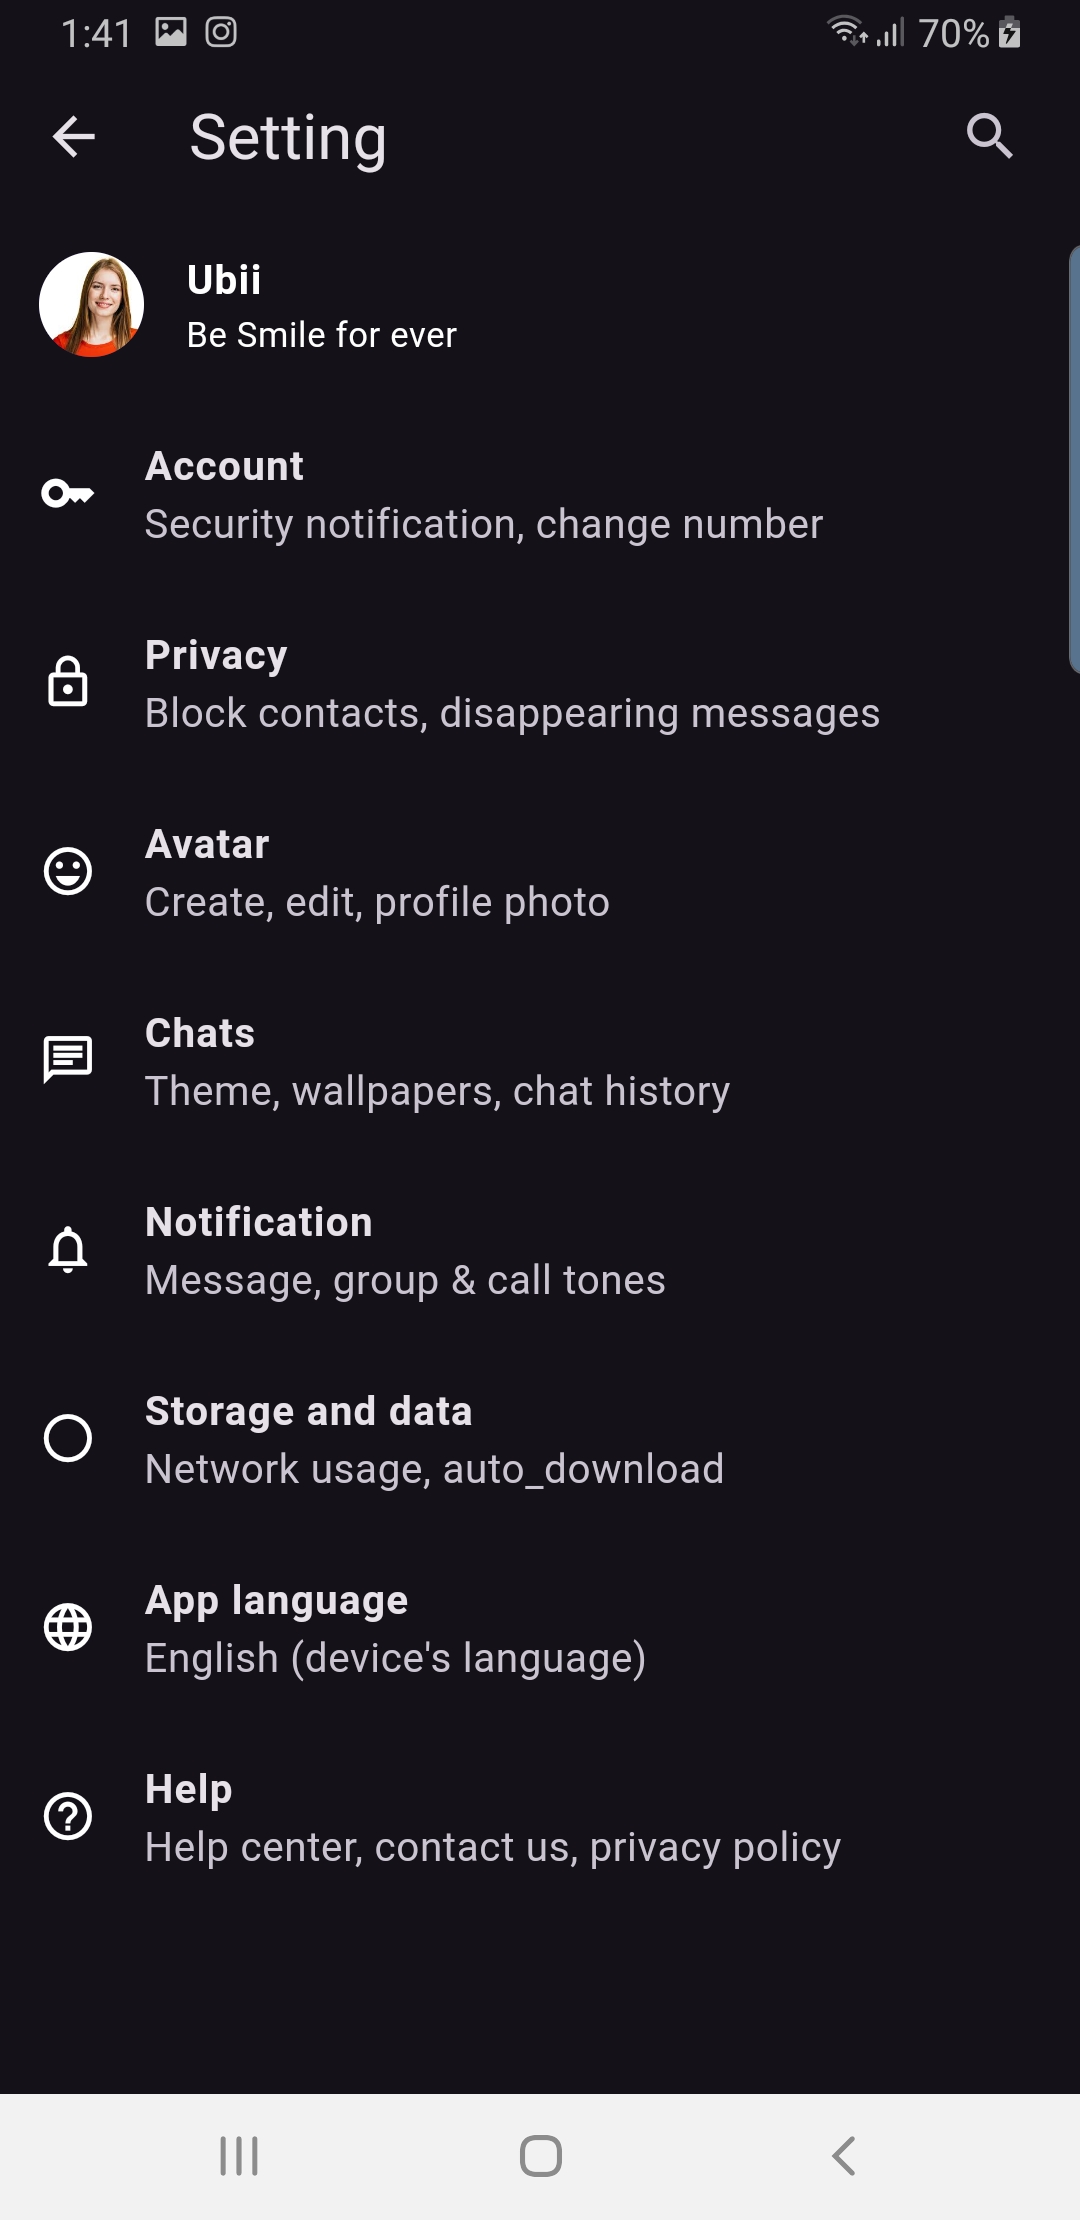 1:41 70%
Setting
Ubii
Be Smile for ever
Account
Security notification, change number
Privacy
Block contacts, disappearing messages
Avatar
Create, edit, profile photo
Chats
Theme, wallpapers, chat history
Notification
Message, group & call tones
Storage and data
Network usage, auto_download
App language
English (device's language)
Help
Help center, contact us, privacy policy